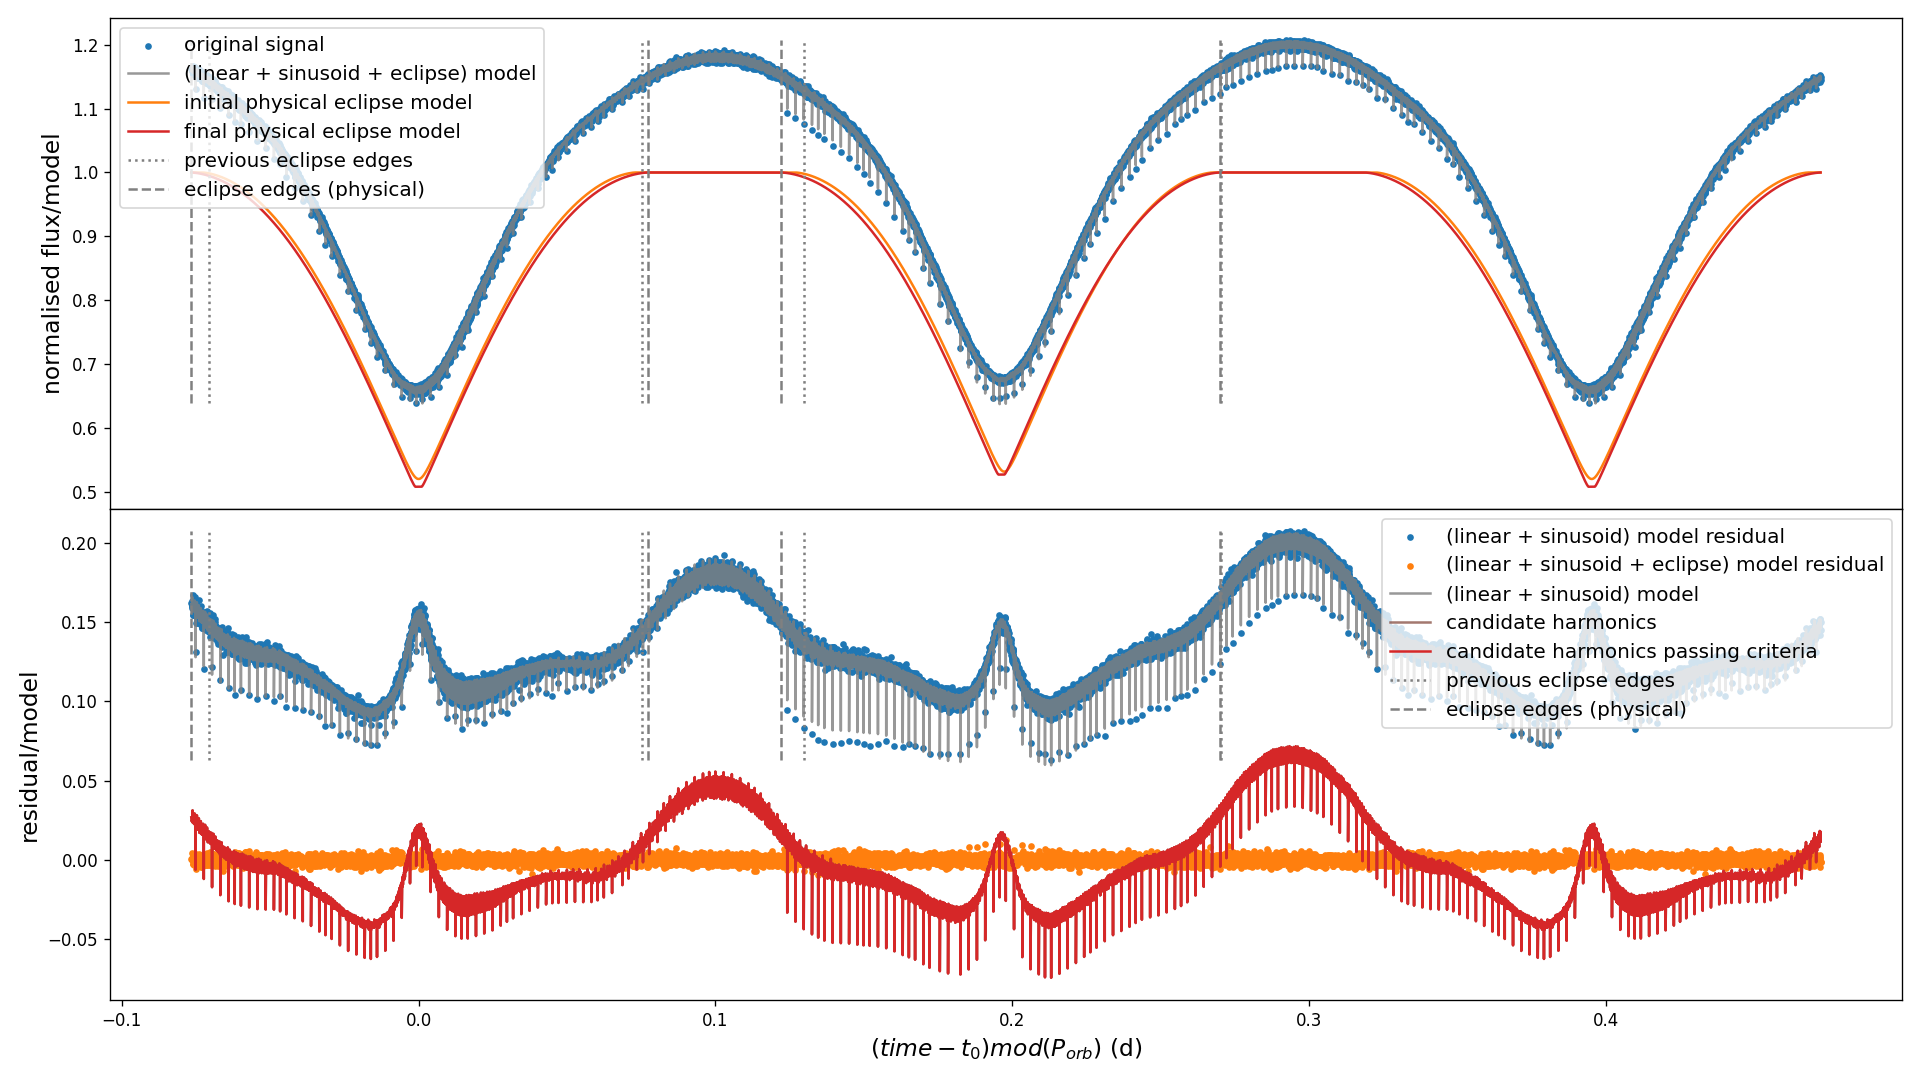 normalised flux/model
1.2
1.1
1.0
0.9
0.8
0.7
0.6
0.5
original signal
(linear + sinusoid + eclipse) model
initial physical eclipse model
final physical eclipse model
previous eclipse edges
eclipse edges (physical)
residual/model
0.20
0.15
0.10
0.05
0.00
−0.05
(linear + sinusoid) model residual
(linear + sinusoid + eclipse) model residual
(linear + sinusoid) model
candidate harmonics
candidate harmonics passing criteria
previous eclipse edges
eclipse edges (physical)
−0.1 0.0 0.1 0.2 0.3 0.4
(time − t₀)mod(Pₒᵣb) (d)